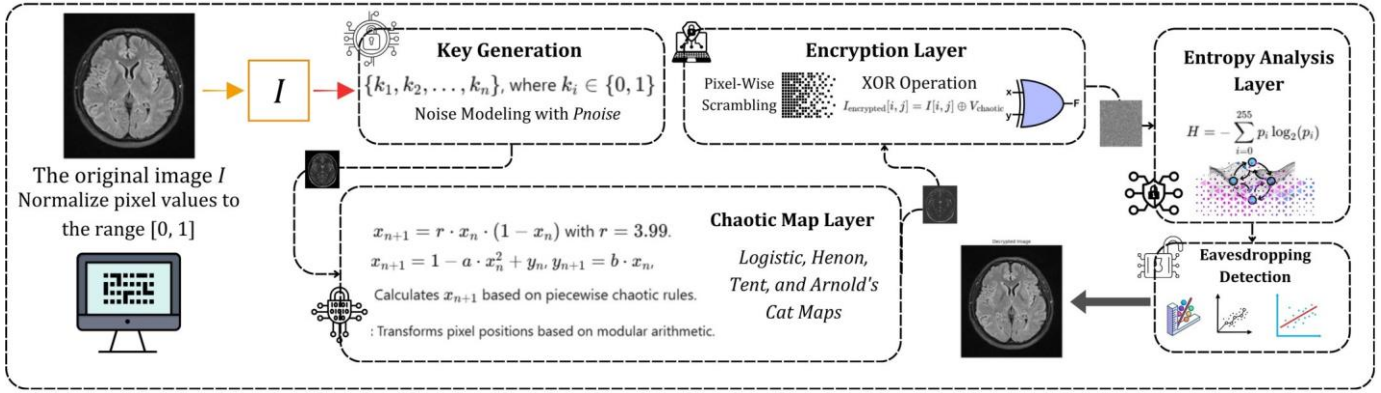 The original image I
Normalize pixel values to
the range [0, 1]
I
Key Generation
{k₁, k₂, . . . , kₙ}, where kᵢ ∈ {0, 1}
Noise Modeling with Pnoise
Chaotic Map Layer
xₙ₊₁ = r · xₙ · (1 − xₙ) with r = 3.99.
xₙ₊₁ = 1 − a · xₙ² + yₙ, yₙ₊₁ = b · xₙ,
Calculates xₙ₊₁ based on piecewise chaotic rules.
: Transforms pixel positions based on modular arithmetic.
Logistic, Henon,
Tent, and Arnold's
Cat Maps
Encryption Layer
Pixel-Wise
Scrambling
XOR Operation
I_encrypted[i, j] = I[i, j] ⊕ V_chaotic
x
y
F
Entropy Analysis
Layer
H = − ∑_{i=0}^{255} pᵢ log₂(pᵢ)
Eavesdropping
Detection
Decrypted Image